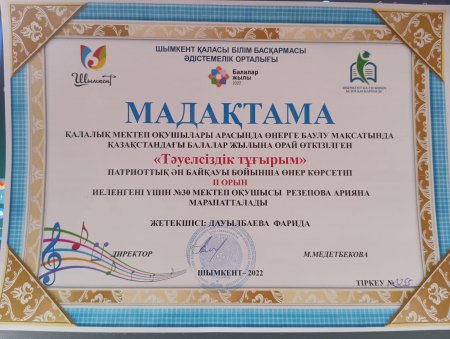 ШЫМКЕНТ ҚАЛАСЫ БІЛІМ БАСҚАРМАСЫ
ӘДІСТЕМЕЛІК ОРТАЛЫҒЫ
Шымкент
Балалар
жылы
2022
МАДАҚТАМА
ҚАЛАЛЫҚ МЕКТЕП ОҚУШЫЛАРЫ АРАСЫНДА ӨНЕРГЕ БАУЛУ МАҚСАТЫНДА
ҚАЗАҚСТАНДАҒЫ БАЛАЛАР ЖЫЛЫНА ОРАЙ ӨТКІЗІЛГЕН
«Тәуелсіздік тұғырым»
ПАТРИОТТЫҚ ӘН БАЙҚАУЫ БОЙЫНША ӨНЕР КӨРСЕТІП
II ОРЫН
ИЕЛЕНГЕНІ ҮШІН №30 МЕКТЕП ОҚУШЫСЫ РЕЗЕПОВА АРИЯНА
МАРАПАТТАЛАДЫ
ЖЕТЕКШІСІ: ДАУЫЛБАЕВА ФАРИДА
ДИРЕКТОР
М.МЕДЕТБЕКОВА
ШЫМКЕНТ- 2022
ТІРКЕУ №